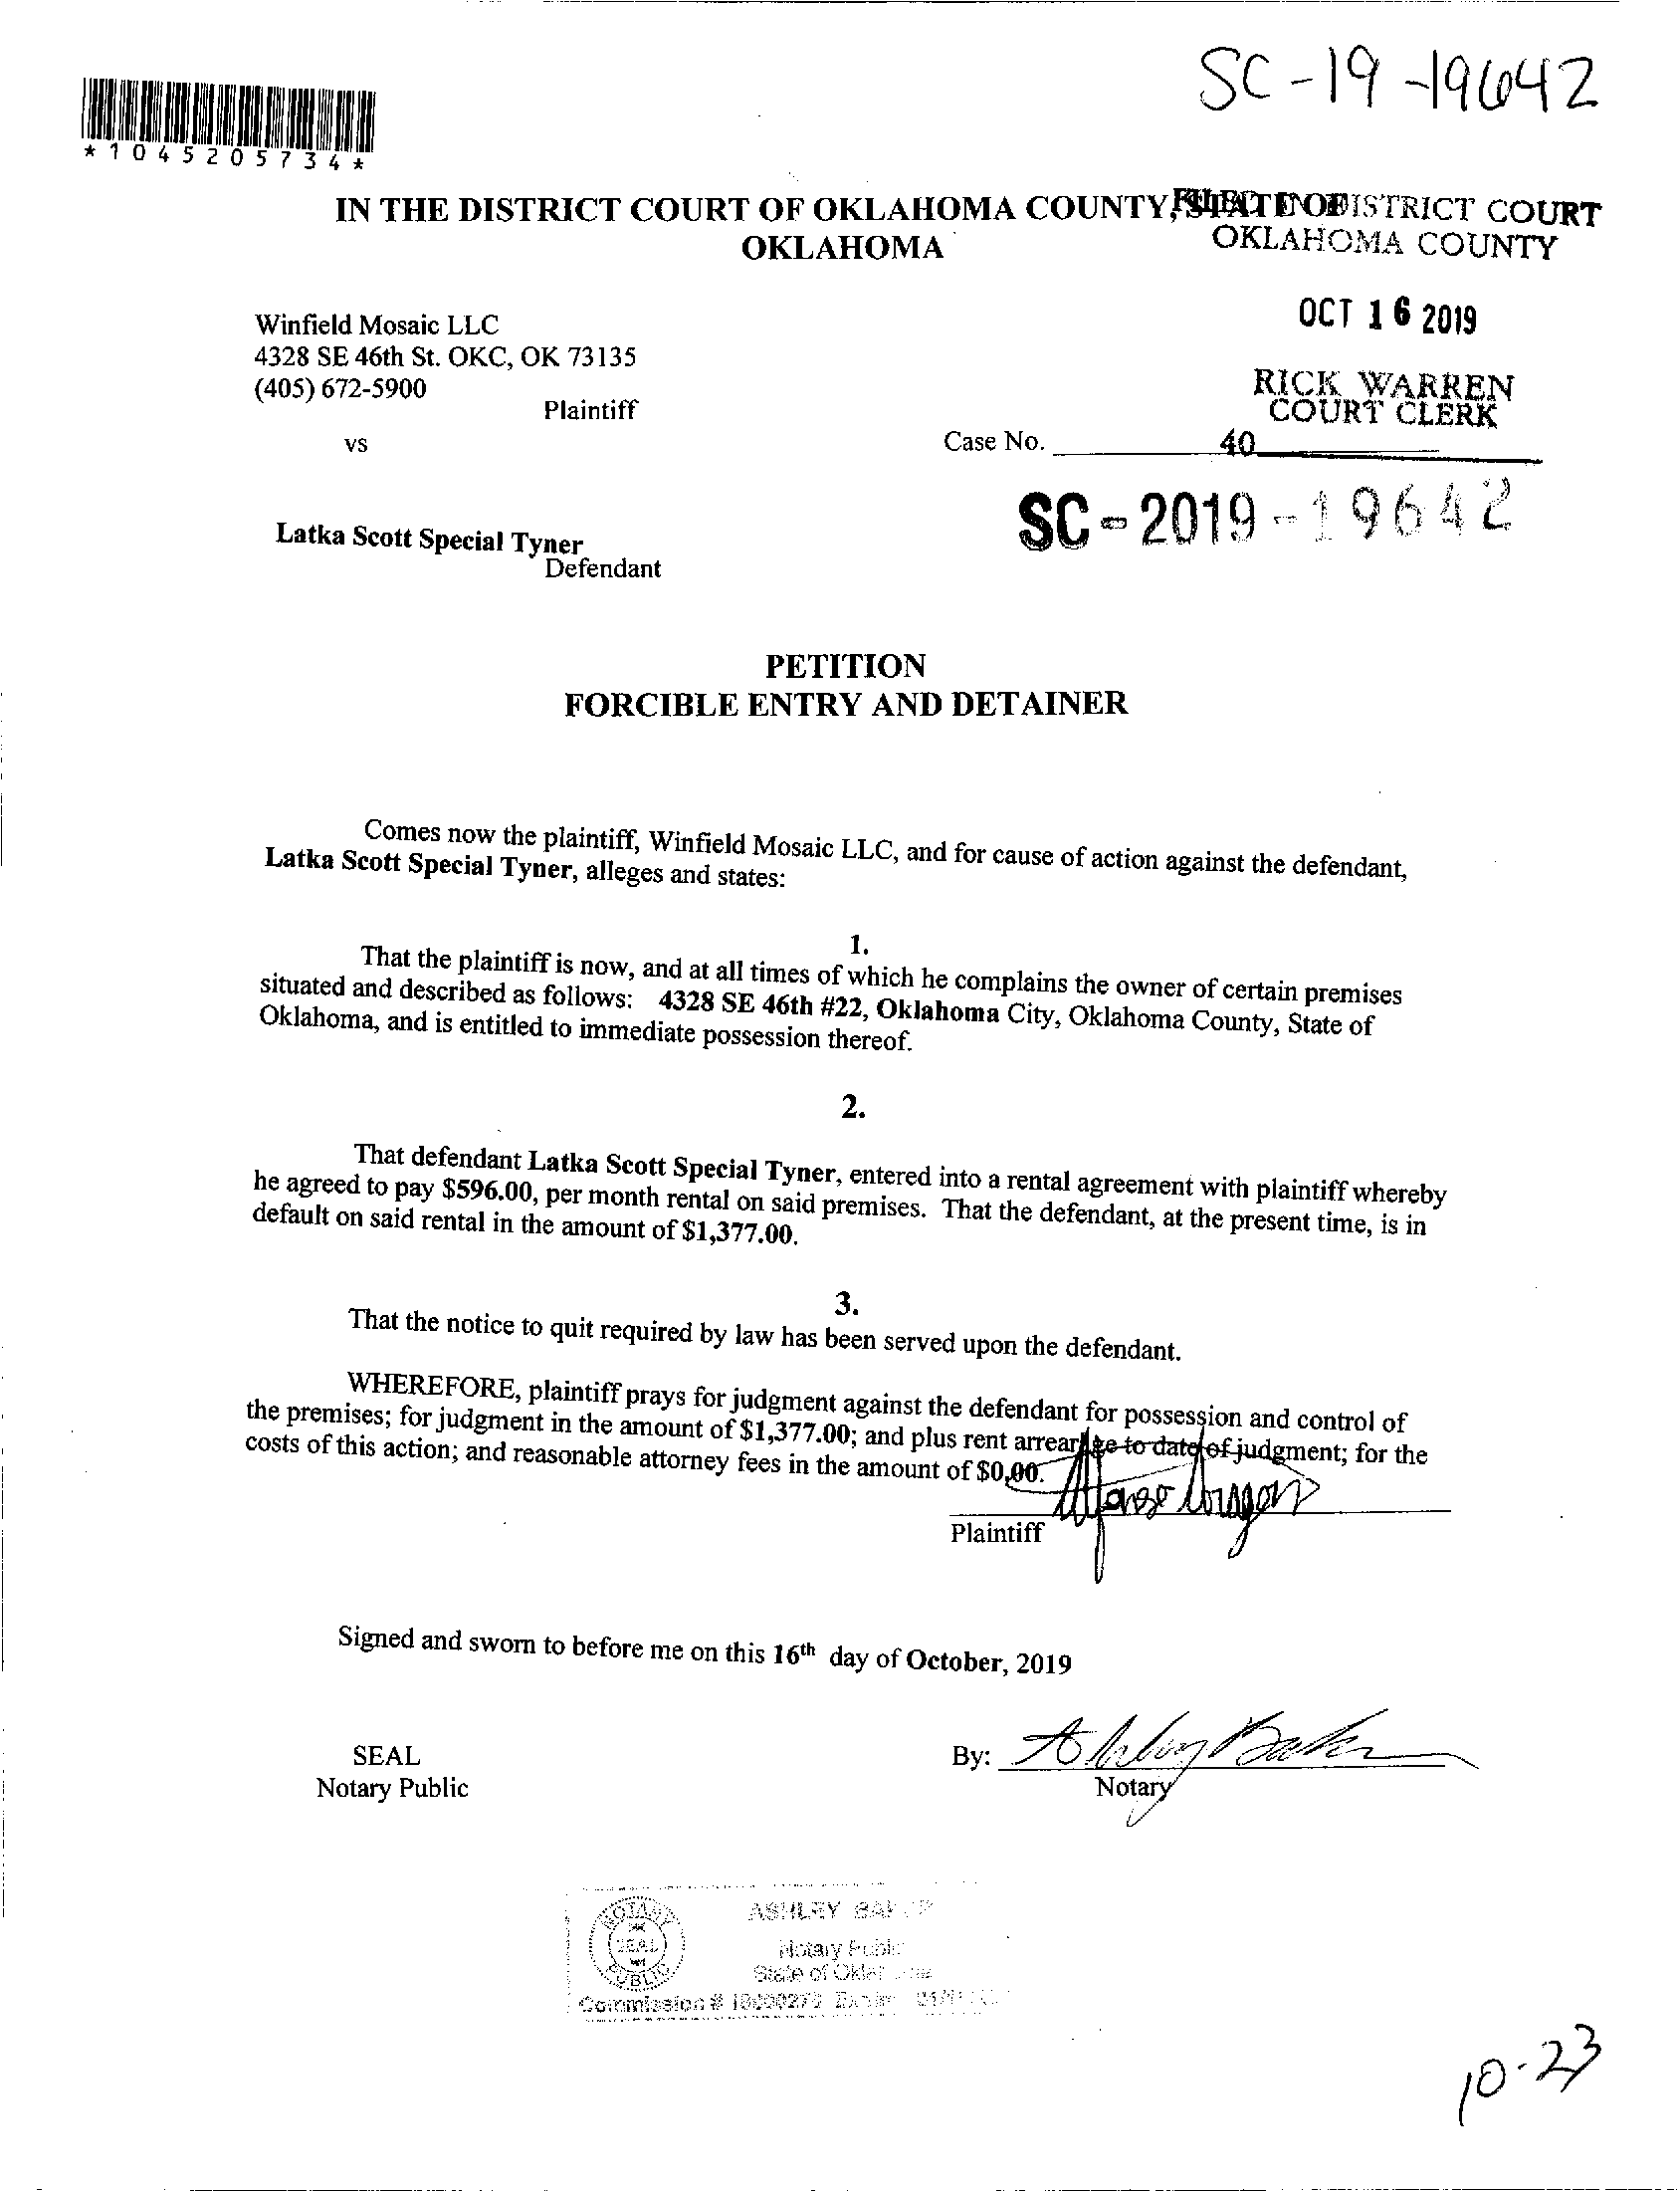 SC-19-19642
*1045205734*
IN THE DISTRICT COURT OF OKLAHOMA COUNTY, STATE OF
OKLAHOMA
FILED IN DISTRICT COURT
OKLAHOMA COUNTY
OCT 16 2019
RICK WARREN
COURT CLERK
40
Winfield Mosaic LLC
4328 SE 46th St. OKC, OK 73135
(405) 672-5900
Plaintiff
vs
Case No.
SC-2019-19642
Latka Scott Special Tyner
Defendant
PETITION
FORCIBLE ENTRY AND DETAINER
Comes now the plaintiff, Winfield Mosaic LLC, and for cause of action against the defendant,
Latka Scott Special Tyner, alleges and states:
1.
That the plaintiff is now, and at all times of which he complains the owner of certain premises
situated and described as follows: 4328 SE 46th #22, Oklahoma City, Oklahoma County, State of
Oklahoma, and is entitled to immediate possession thereof.
2.
That defendant Latka Scott Special Tyner, entered into a rental agreement with plaintiff whereby
he agreed to pay $596.00, per month rental on said premises. That the defendant, at the present time, is in
default on said rental in the amount of $1,377.00.
3.
That the notice to quit required by law has been served upon the defendant.
WHEREFORE, plaintiff prays for judgment against the defendant for possession and control of
the premises; for judgment in the amount of $1,377.00; and plus rent arrearage to date of judgment; for the
costs of this action; and reasonable attorney fees in the amount of $0.00.
Plaintiff
Signed and sworn to before me on this 16th day of October, 2019
SEAL
Notary Public
By: Ashley Baker
Notary
NOTARY
SEAL
PUBLIC
ASHLEY
Notary Public
State of
Commission #
10-23